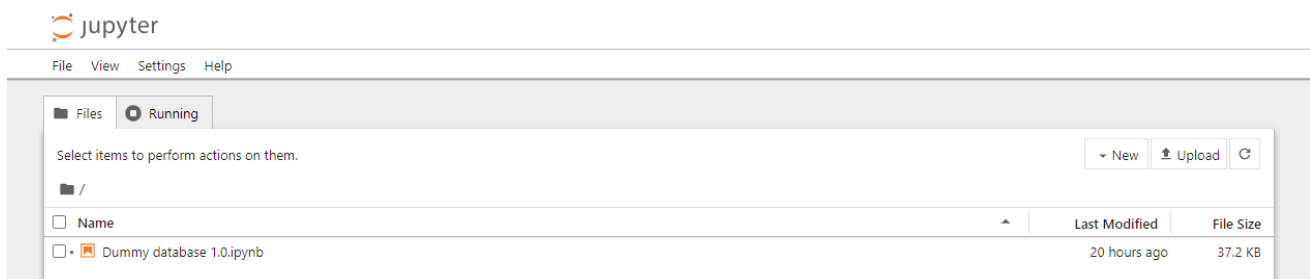 jupyter
File View Settings Help
Files Running
Select items to perform actions on them.
New Upload
/
Name Last Modified File Size
Dummy database 1.0.ipynb 20 hours ago 37.2 KB